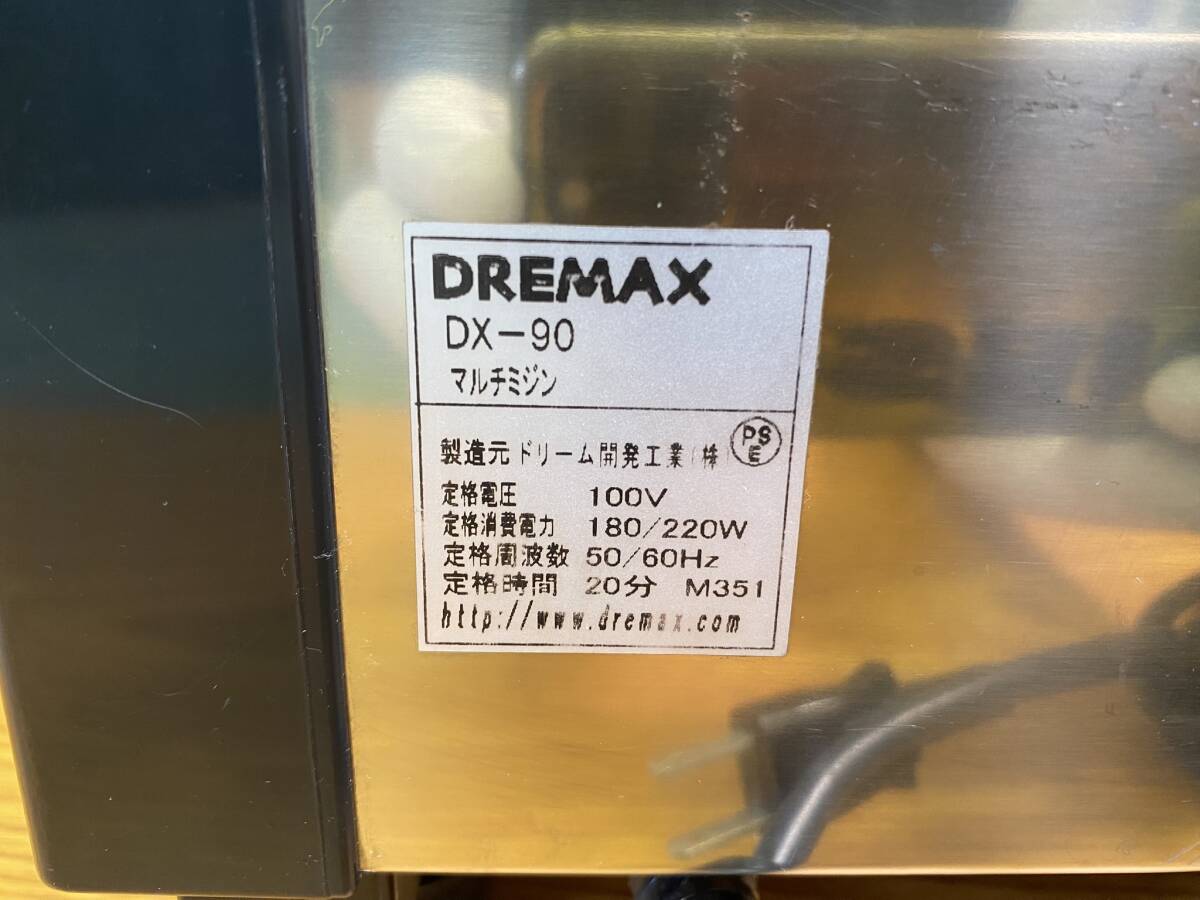 DREMAX
DX-90
マルチミジン
製造元 ドリーム開発工業(株) PSE
定格電圧 100V
定格消費電力 180/220W
定格周波数 50/60Hz
定格時間 20分 M351
http://www.dremax.com